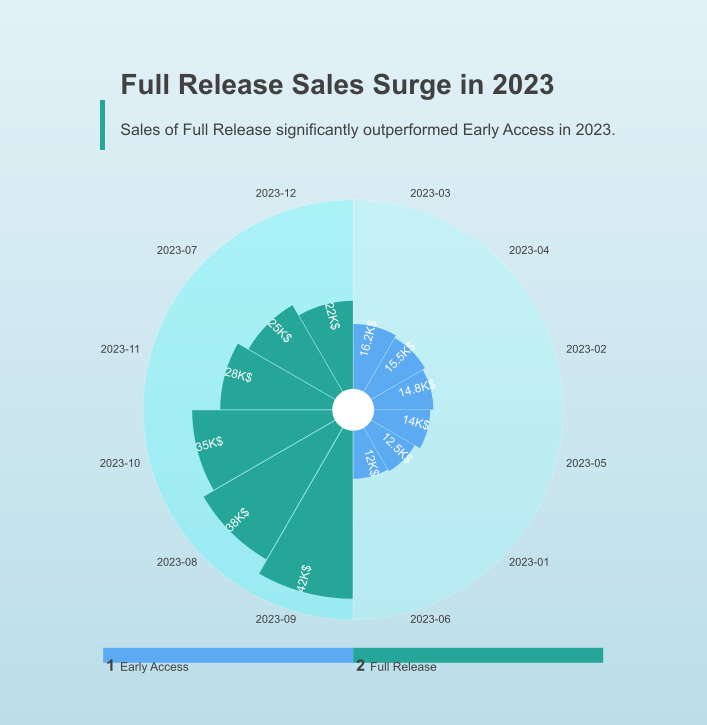 Full Release Sales Surge in 2023
Sales of Full Release significantly outperformed Early Access in 2023.
2023-12
2023-03
2023-07
2023-04
22K$
16.2K$
25K$
15.5K$
2023-11
2023-02
28K$
14.8K$
35K$
14K$
12.5K$
12K$
2023-10
2023-05
38K$
2023-08
2023-01
42K$
2023-09
2023-06
1 Early Access
2 Full Release